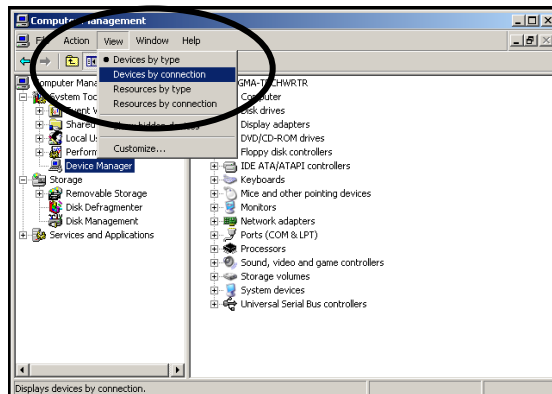 Computer Management
File Action View Window Help
Devices by type
Devices by connection
Resources by type
Resources by connection
Customize...
Computer Mana
System Too
Event V
Shared
Local U
Perform
Device Manager
Storage
Removable Storage
Disk Defragmenter
Disk Management
Services and Applications
GMA-TECHWRTR
Computer
Disk drives
Display adapters
DVD/CD-ROM drives
Floppy disk controllers
IDE ATA/ATAPI controllers
Keyboards
Mice and other pointing devices
Monitors
Network adapters
Ports (COM & LPT)
Processors
Sound, video and game controllers
Storage volumes
System devices
Universal Serial Bus controllers
Displays devices by connection.